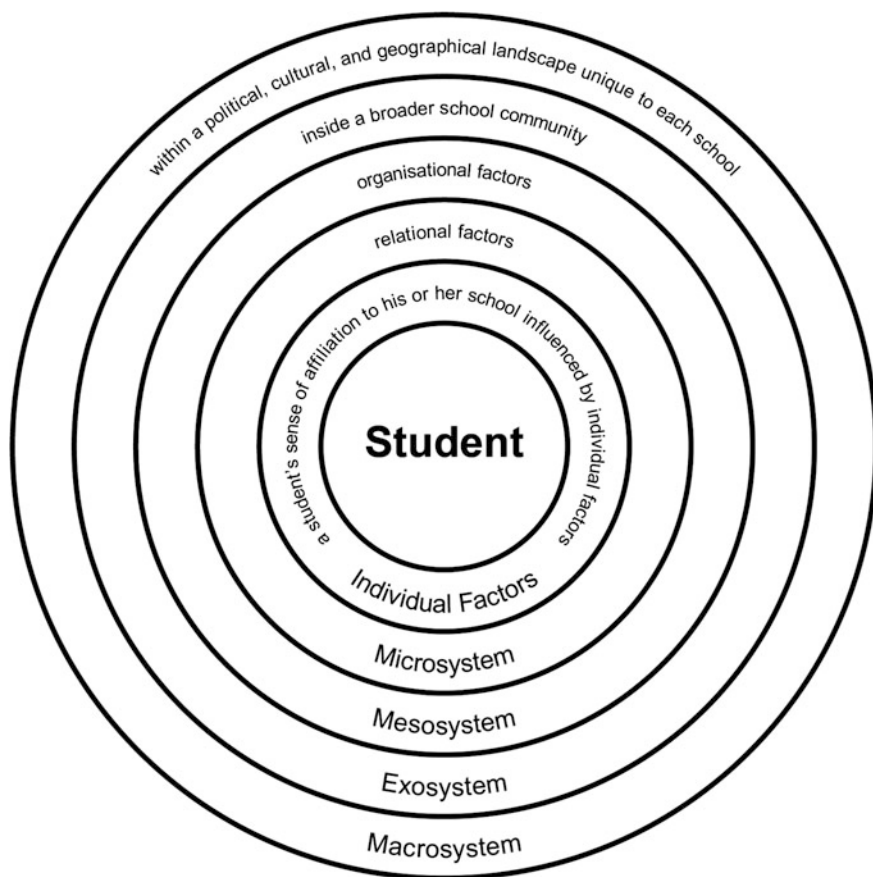 within a political, cultural, and geographical landscape unique to each school
inside a broader school community
organisational factors
relational factors
a student's sense of affiliation to his or her school influenced by individual factors
Student
Individual Factors
Microsystem
Mesosystem
Exosystem
Macrosystem